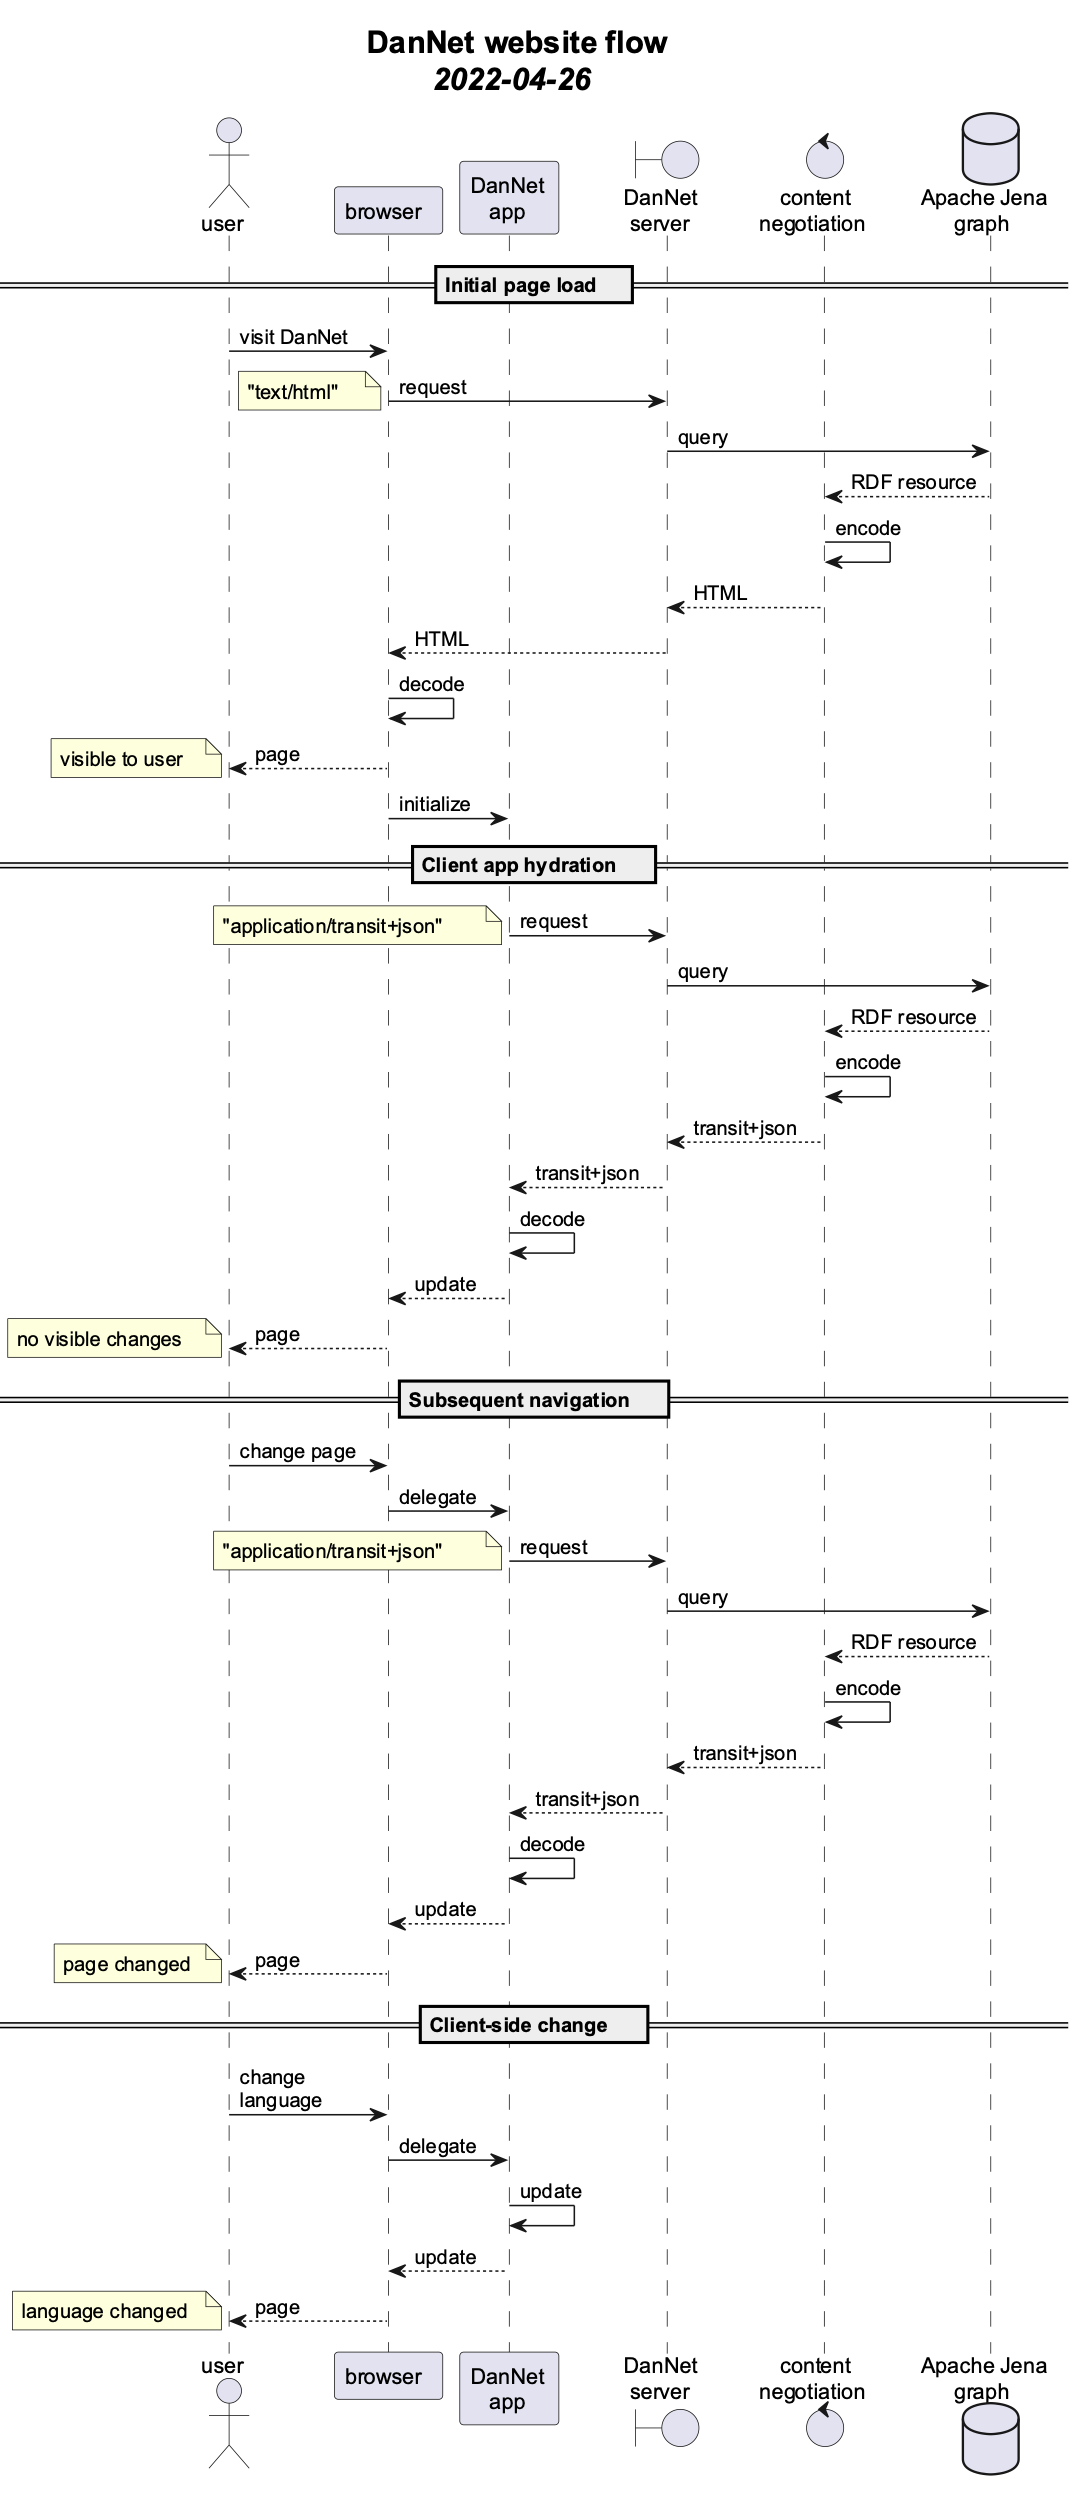 DanNet website flow
2022-04-26
user
browser
DanNet
app
DanNet
server
content
negotiation
Apache Jena
graph
Initial page load
visit DanNet
"text/html"
request
query
RDF resource
encode
HTML
HTML
decode
visible to user
page
initialize
Client app hydration
"application/transit+json"
request
query
RDF resource
encode
transit+json
transit+json
decode
update
no visible changes
page
Subsequent navigation
change page
delegate
"application/transit+json"
request
query
RDF resource
encode
transit+json
transit+json
decode
update
page changed
page
Client-side change
change
language
delegate
update
update
language changed
page
user
browser
DanNet
app
DanNet
server
content
negotiation
Apache Jena
graph